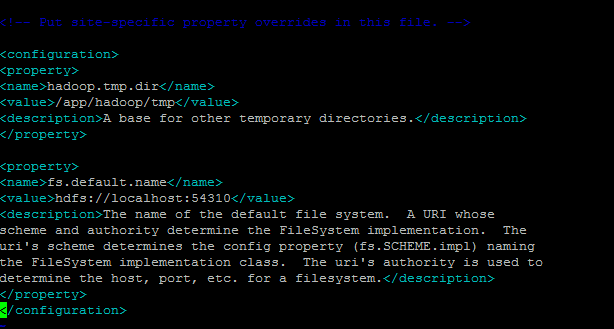 <!-- Put site-specific property overrides in this file. -->
<configuration>
<property>
<name>hadoop.tmp.dir</name>
<value>/app/hadoop/tmp</value>
<description>A base for other temporary directories.</description>
</property>
<property>
<name>fs.default.name</name>
<value>hdfs://localhost:54310</value>
<description>The name of the default file system.  A URI whose
scheme and authority determine the FileSystem implementation.  The
uri's scheme determines the config property (fs.SCHEME.impl) naming
the FileSystem implementation class.  The uri's authority is used to
determine the host, port, etc. for a filesystem.</description>
</property>
</configuration>